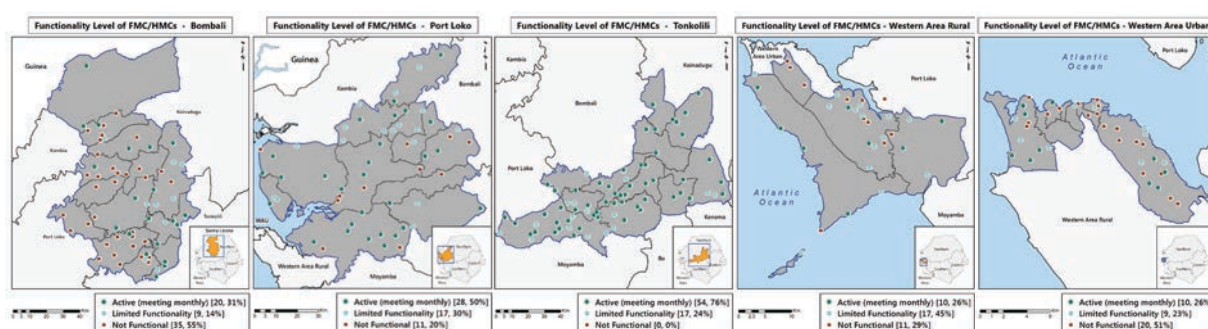 Functionality Level of FMC/HMCs - Bombali
Guinea
Koinadugu
Kambia
Port Loko
Tonkolili
Sierra Leone
Active (meeting monthly) [20, 31%]
Limited Functionality [9, 14%]
Not Functional [35, 55%]
Functionality Level of FMC/HMCs - Port Loko
Guinea
Kambia
Bombali
WAU
Western Area Rural
Moyamba
Active (meeting monthly) [28, 50%]
Limited Functionality [17, 30%]
Not Functional [11, 20%]
Functionality Level of FMC/HMCs - Tonkolili
Kambia
Koinadugu
Bombali
Port Loko
Kenema
Bo
Moyamba
Active (meeting monthly) [54, 76%]
Limited Functionality [17, 24%]
Not Functional [0, 0%]
Functionality Level of FMC/HMCs - Western Area Rural
Western
Area Urban
Port Loko
Atlantic
Ocean
Moyamba
Active (meeting monthly) [10, 26%]
Limited Functionality [17, 45%]
Not Functional [11, 29%]
Functionality Level of FMC/HMCs - Western Area Urban
Port Loko
Atlantic
Ocean
Western Area Rural
Active (meeting monthly) [10, 26%]
Limited Functionality [9, 23%]
Not Functional [20, 51%]